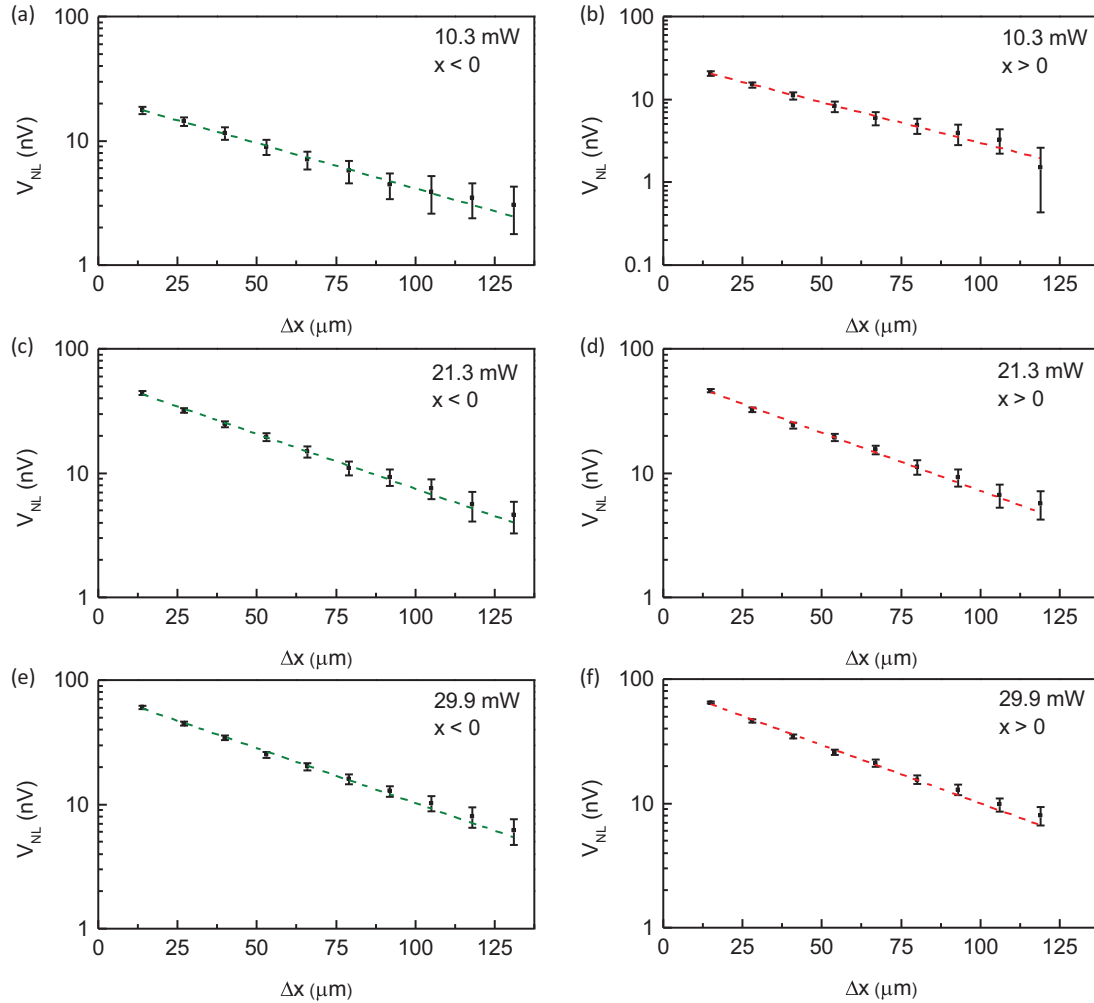 (a)
100
10
1
V_NL (nV)
10.3 mW
x < 0
0 25 50 75 100 125
Δx (μm)
(b)
100
10
1
0.1
V_NL (nV)
10.3 mW
x > 0
0 25 50 75 100 125
Δx (μm)
(c)
100
10
1
V_NL (nV)
21.3 mW
x < 0
0 25 50 75 100 125
Δx (μm)
(d)
100
10
1
V_NL (nV)
21.3 mW
x > 0
0 25 50 75 100 125
Δx (μm)
(e)
100
10
1
V_NL (nV)
29.9 mW
x < 0
0 25 50 75 100 125
Δx (μm)
(f)
100
10
1
V_NL (nV)
29.9 mW
x > 0
0 25 50 75 100 125
Δx (μm)